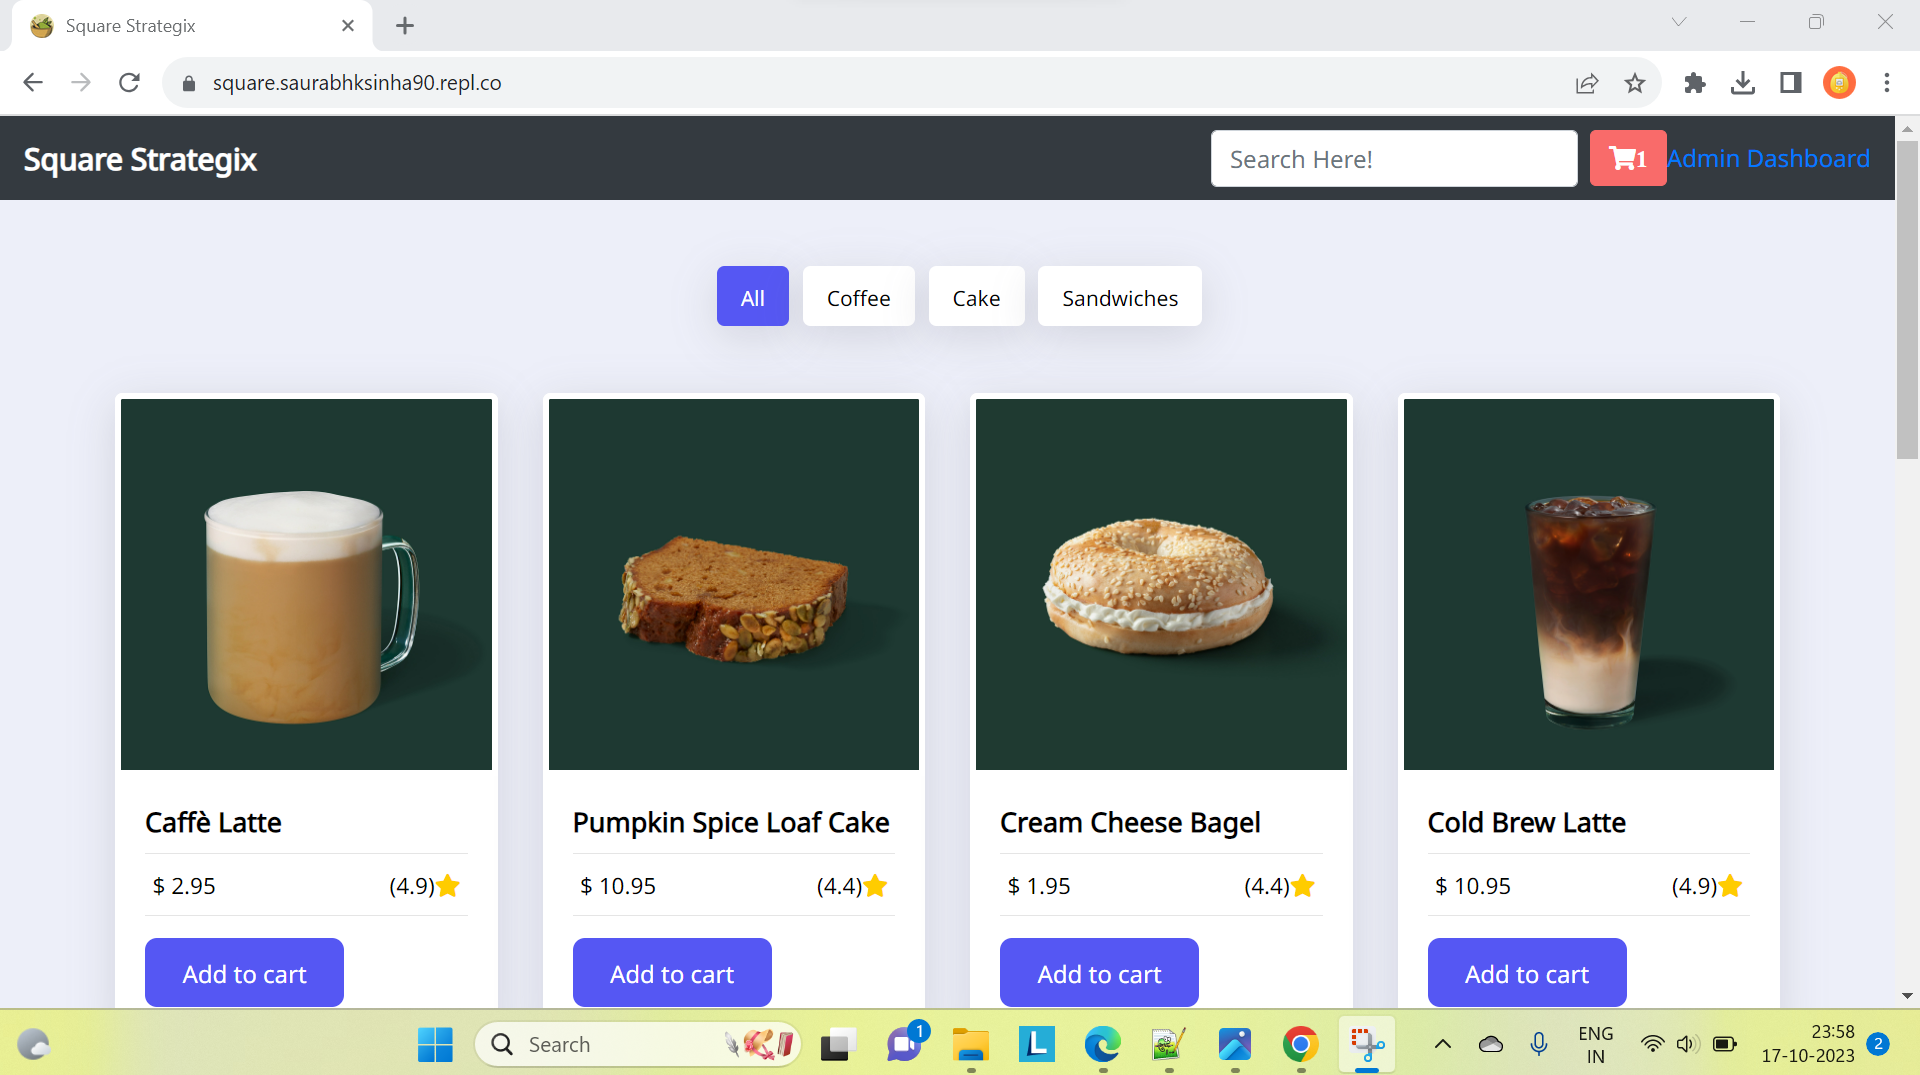 Square Strategix
square.saurabhksinha90.repl.co
Square Strategix
Search Here!
1
Admin Dashboard
All
Coffee
Cake
Sandwiches
Caffè Latte
Pumpkin Spice Loaf Cake
Cream Cheese Bagel
Cold Brew Latte
$ 2.95
(4.9)
$ 10.95
(4.4)
$ 1.95
(4.4)
$ 10.95
(4.9)
Add to cart
Add to cart
Add to cart
Add to cart
Search
1
L
ENG
IN
23:58
17-10-2023
2